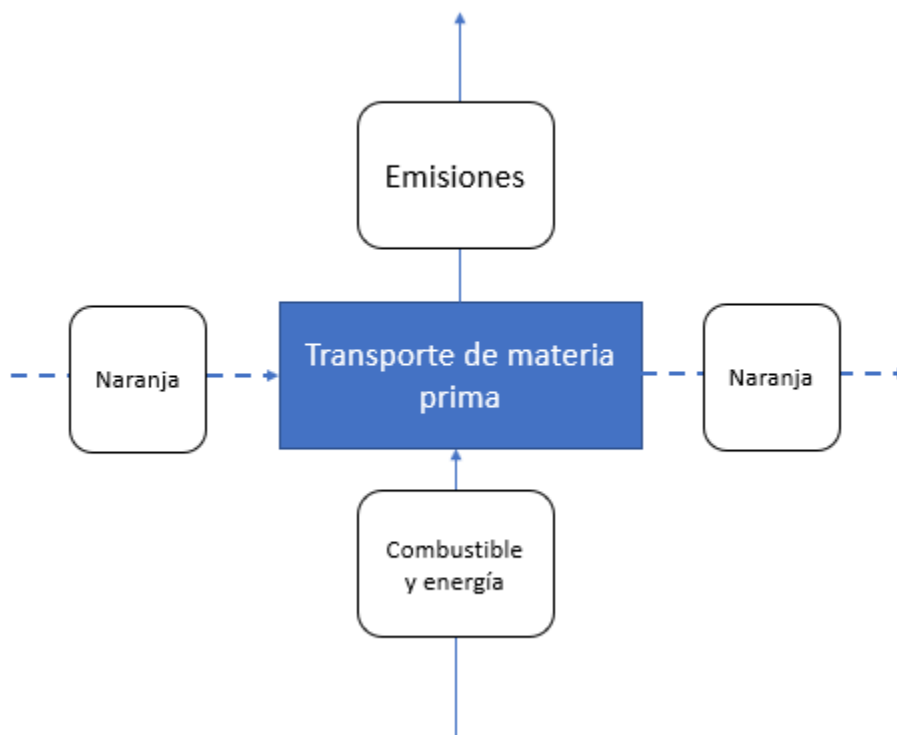 Emisiones
Naranja
Transporte de materia
prima
Naranja
Combustible
y energía